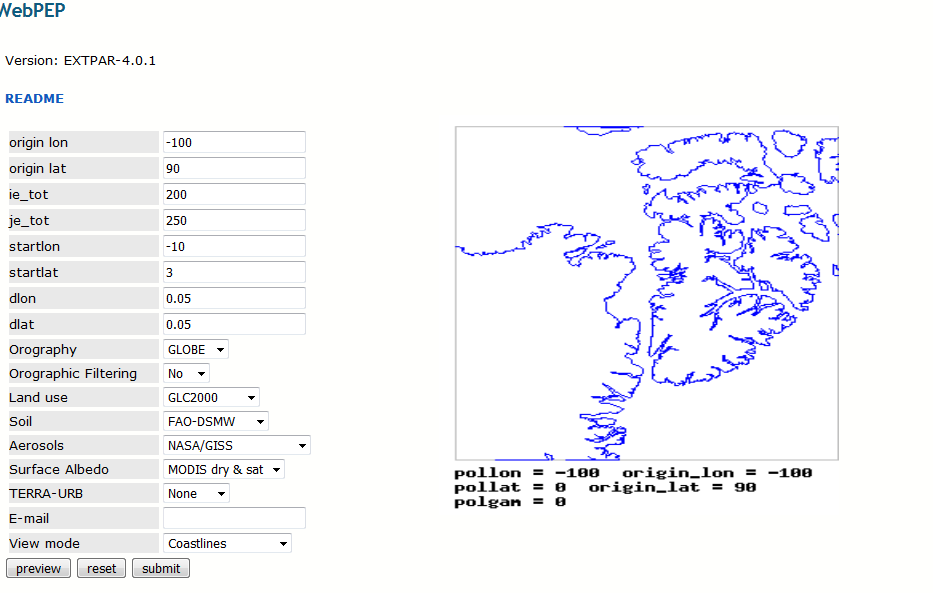 WebPEP
Version: EXTPAR-4.0.1
README
origin lon -100
origin lat 90
ie_tot 200
je_tot 250
startlon -10
startlat 3
dlon 0.05
dlat 0.05
Orography GLOBE
Orographic Filtering No
Land use GLC2000
Soil FAO-DSMW
Aerosols NASA/GISS
Surface Albedo MODIS dry & sat
TERRA-URB None
E-mail
View mode Coastlines
preview reset submit
pollon = -100 origin_lon = -100
pollat = 0 origin_lat = 90
polgam = 0